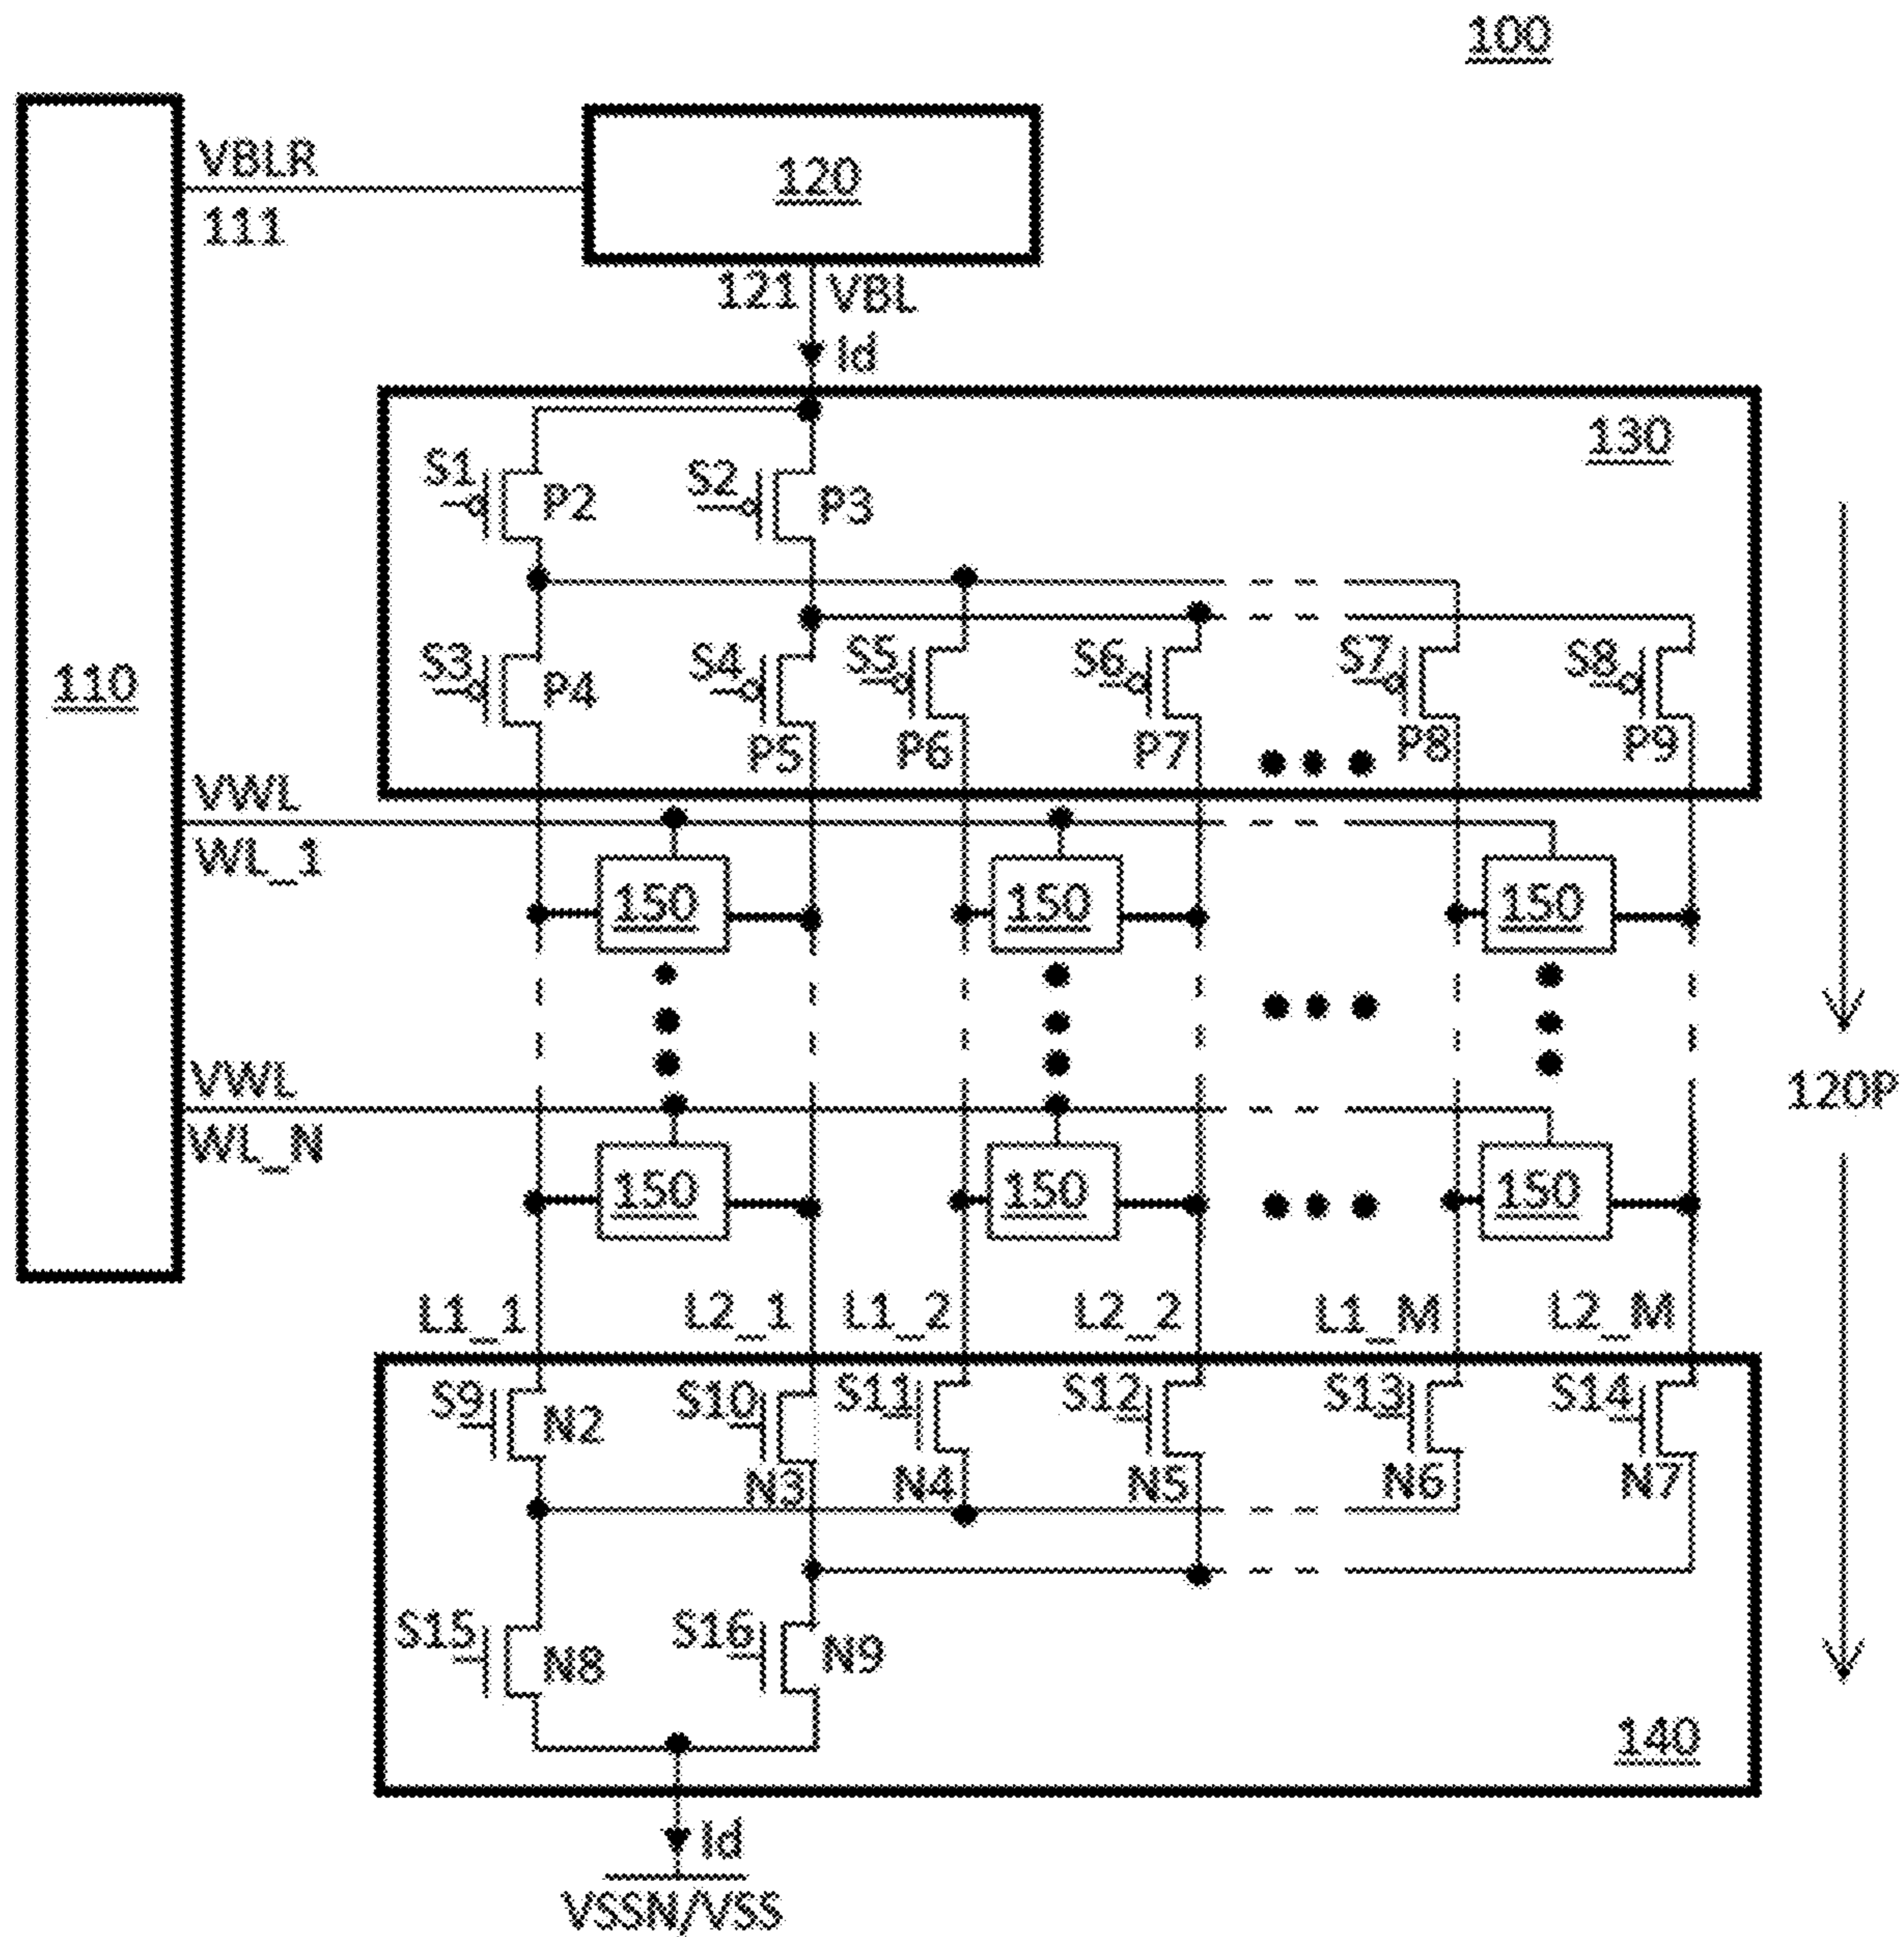 100
VBLR
111
120
121 VBL
Id
130
S1 P2 S2 P3
110
S3 P4 S4 P5 S5 P6 S6 P7 S7 P8 S8 P9
VWL
WL_1
150 150 150
VWL
WL_N
120P
150 150 150
L1_1 L2_1 L1_2 L2_2 L1_M L2_M
S9 N2 S10 N3 S11 N4 S12 N5 S13 N6 S14 N7
S15 N8 S16 N9
140
Id
VSSN/VSS